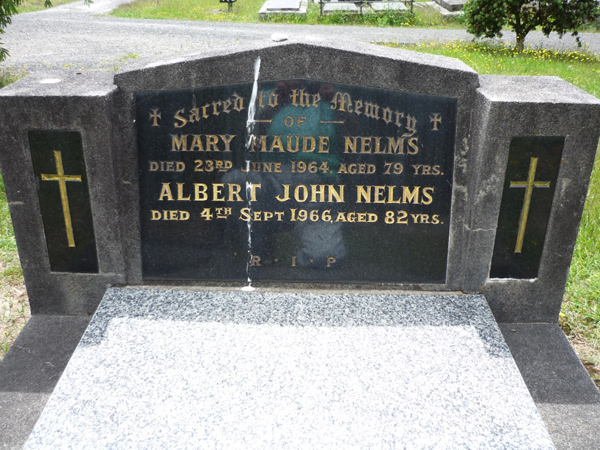 Sacred to the Memory
OF
MARY MAUDE NELMS
DIED 23RD JUNE 1964, AGED 79 YRS.
ALBERT JOHN NELMS
DIED 4TH SEPT 1966, AGED 82 YRS.
R · I · P